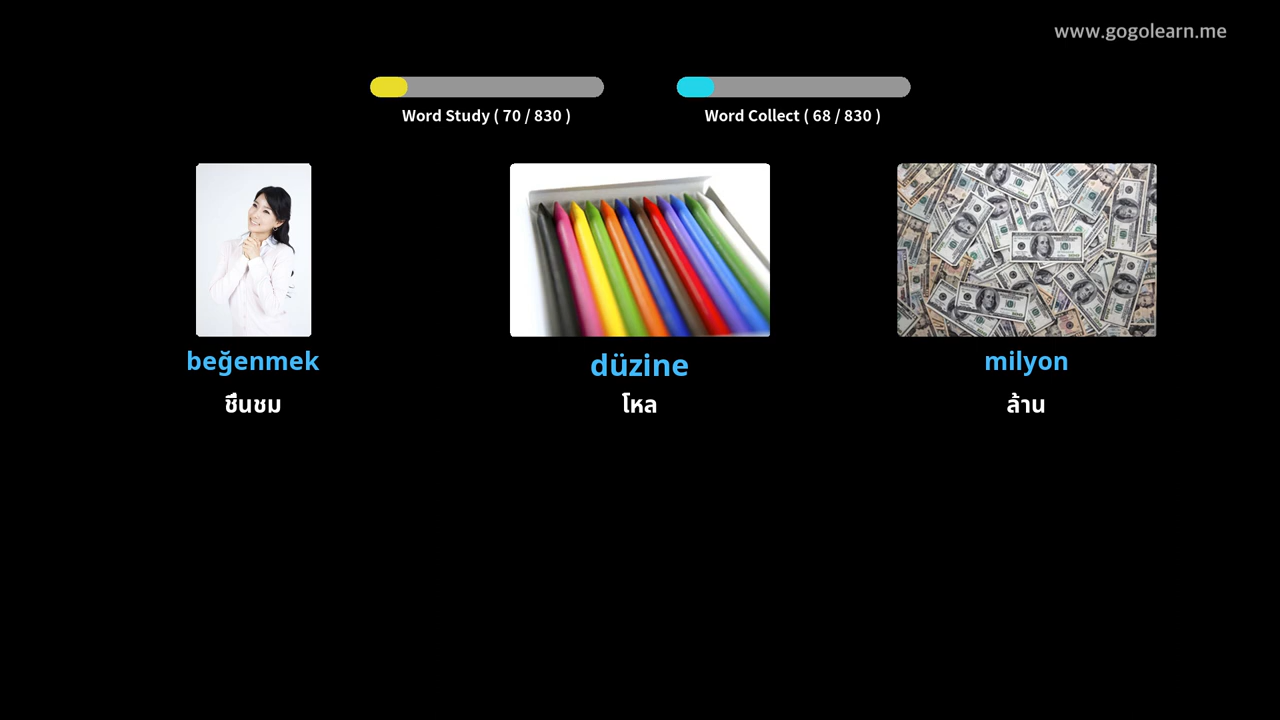 www.gogolearn.me
Word Study ( 70 / 830 )
Word Collect ( 68 / 830 )
beğenmek
düzine
milyon
ชื่นชม
โหล
ล้าน